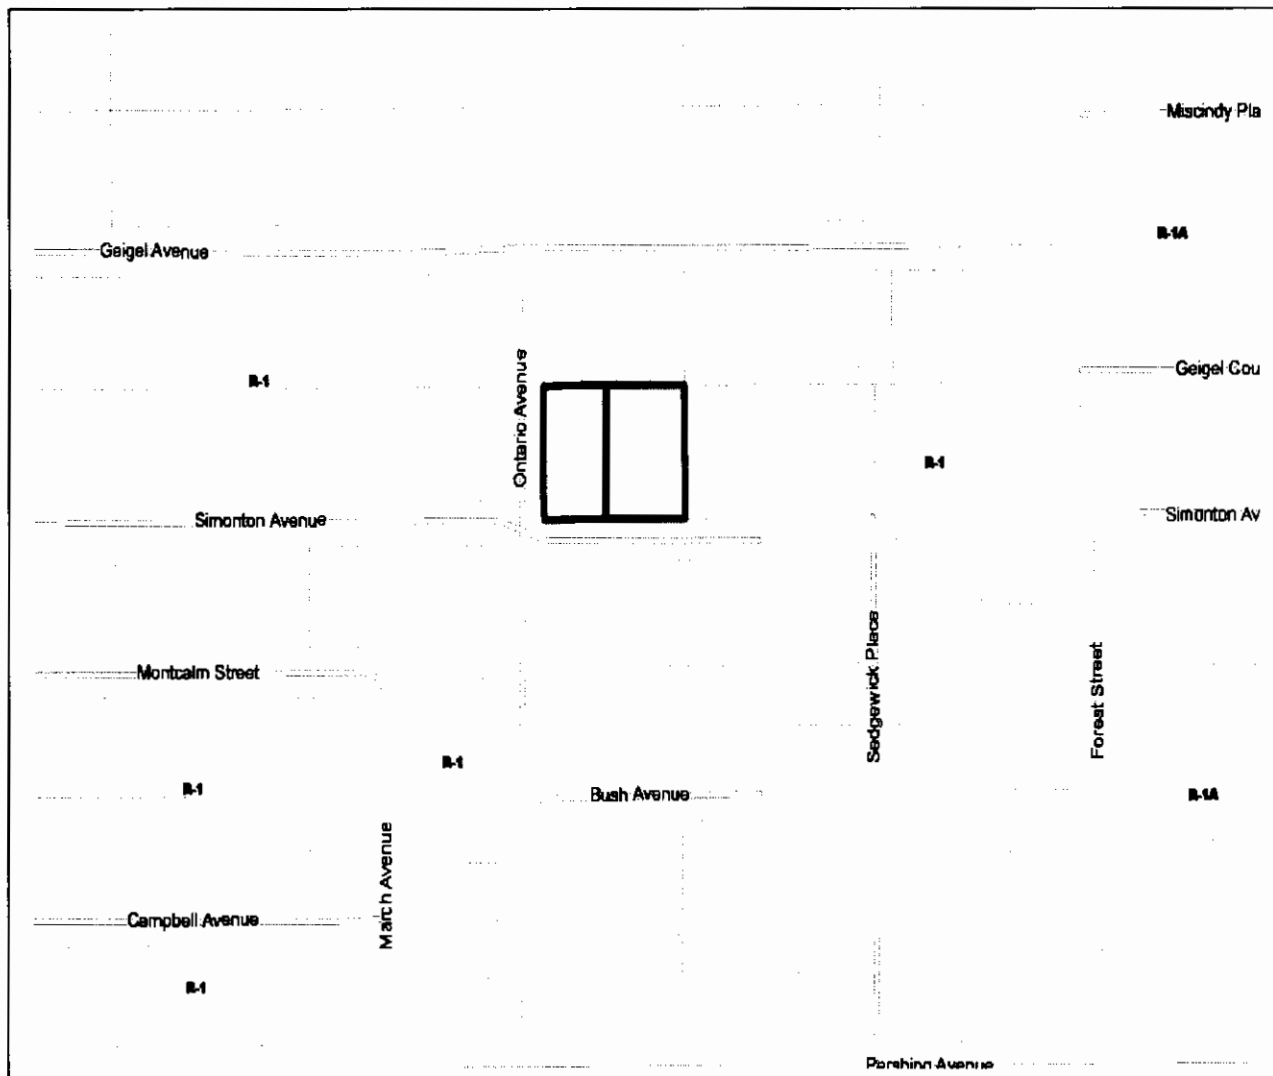 Miscindy Pla
R-1A
Geigel Avenue
Ontario Avenue
Geigel Cou
R-1
R-1
Simonton Avenue
Simonton Av
Sedgewick Place
Forest Street
Montcalm Street
R-1
R-1
Bush Avenue
R-1A
March Avenue
Campbell Avenue
R-1
Pershing Avenue